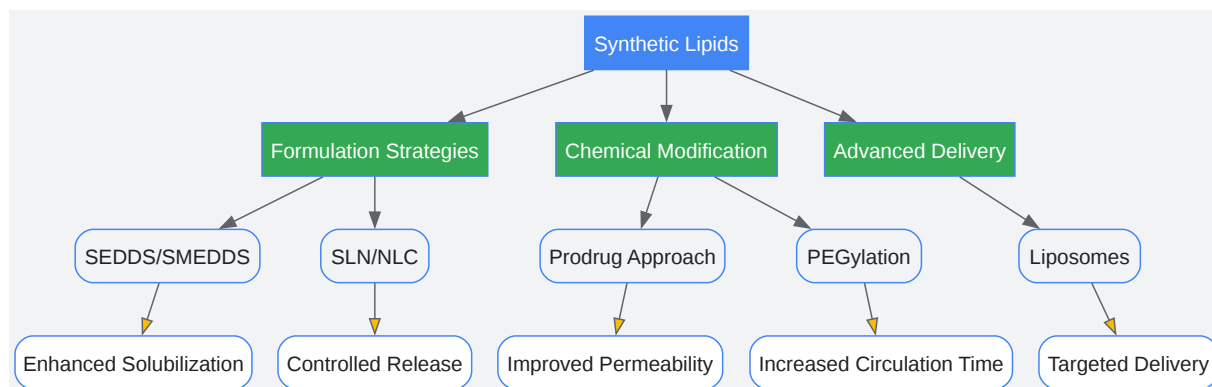 Synthetic Lipids
Formulation Strategies
Chemical Modification
Advanced Delivery
SEDDS/SMEDDS
SLN/NLC
Prodrug Approach
PEGylation
Liposomes
Enhanced Solubilization
Controlled Release
Improved Permeability
Increased Circulation Time
Targeted Delivery